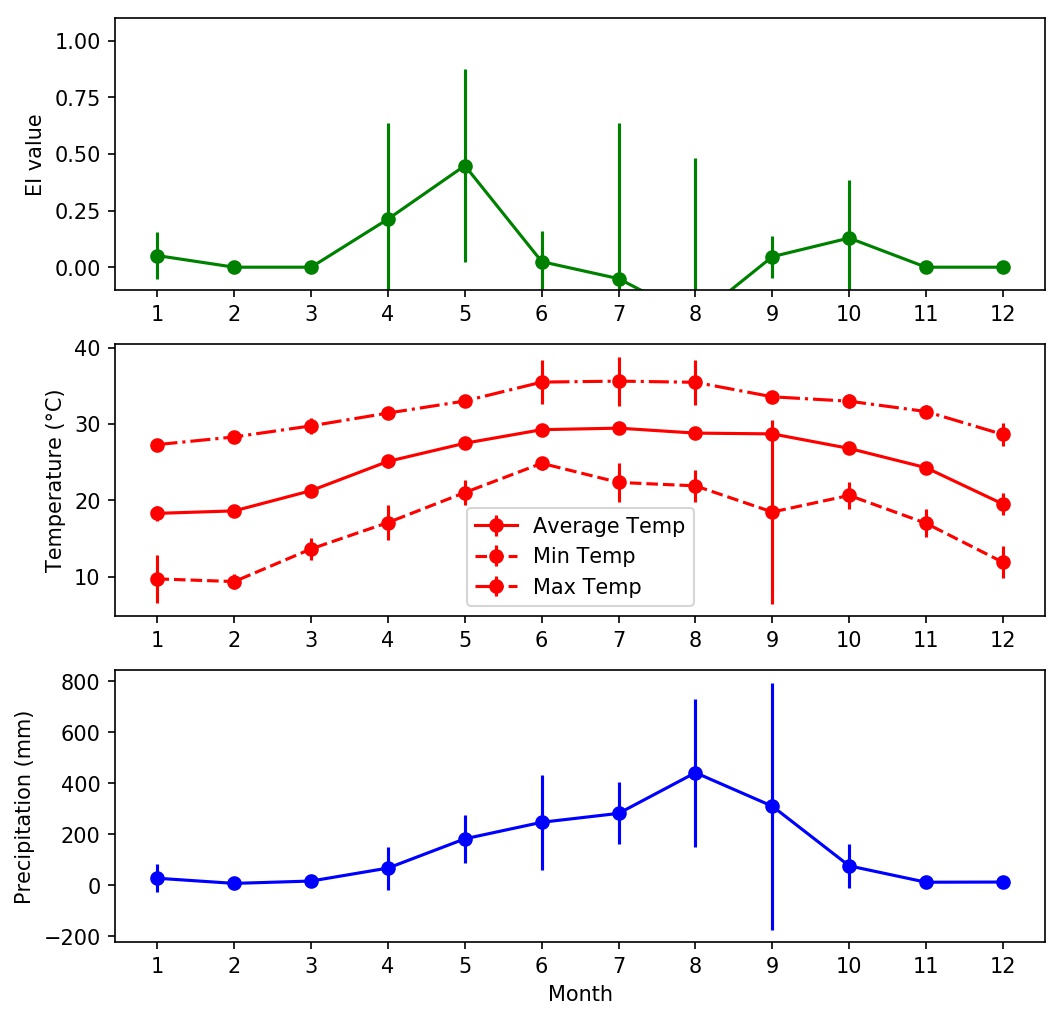 EI value
1.00
0.75
0.50
0.25
0.00
1 2 3 4 5 6 7 8 9 10 11 12
Temperature (°C)
40
30
20
10
Average Temp
Min Temp
Max Temp
1 2 3 4 5 6 7 8 9 10 11 12
Precipitation (mm)
800
600
400
200
0
−200
1 2 3 4 5 6 7 8 9 10 11 12
Month